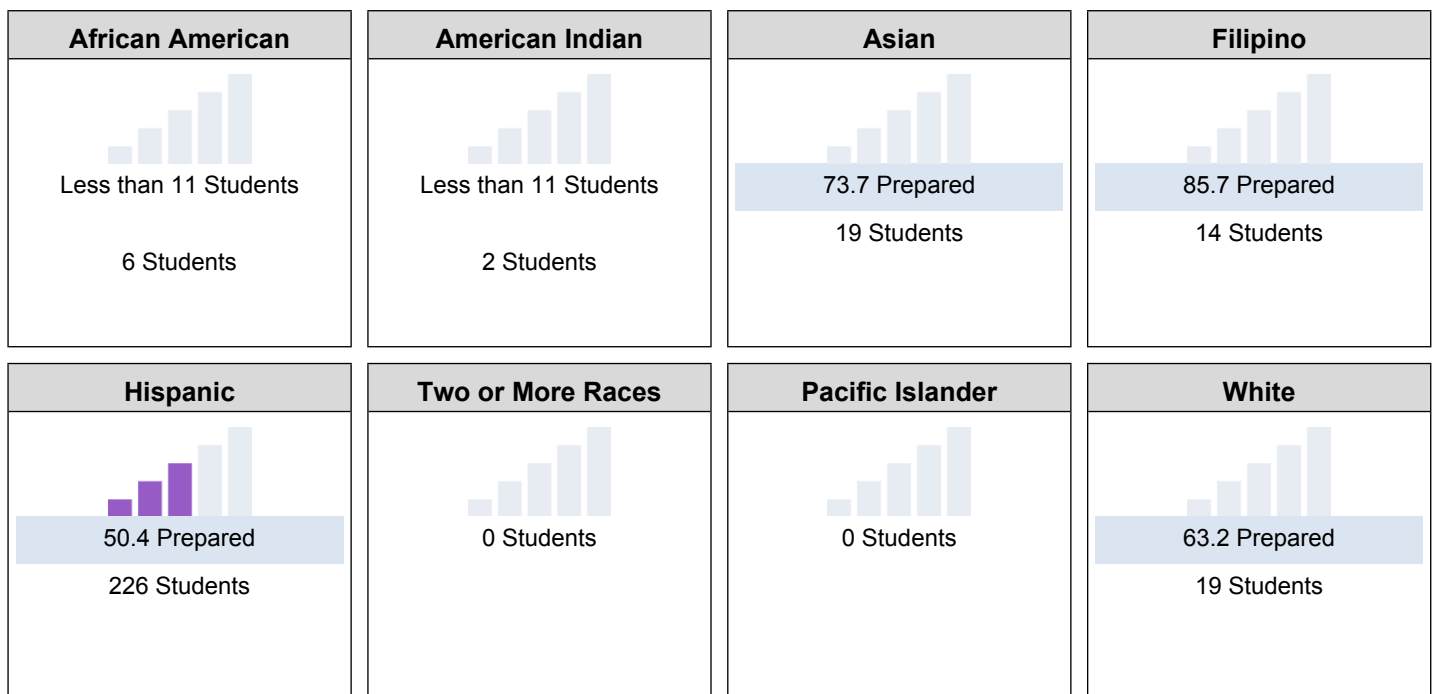 African American
Less than 11 Students
6 Students
American Indian
Less than 11 Students
2 Students
Asian
73.7 Prepared
19 Students
Filipino
85.7 Prepared
14 Students
Hispanic
50.4 Prepared
226 Students
Two or More Races
0 Students
Pacific Islander
0 Students
White
63.2 Prepared
19 Students